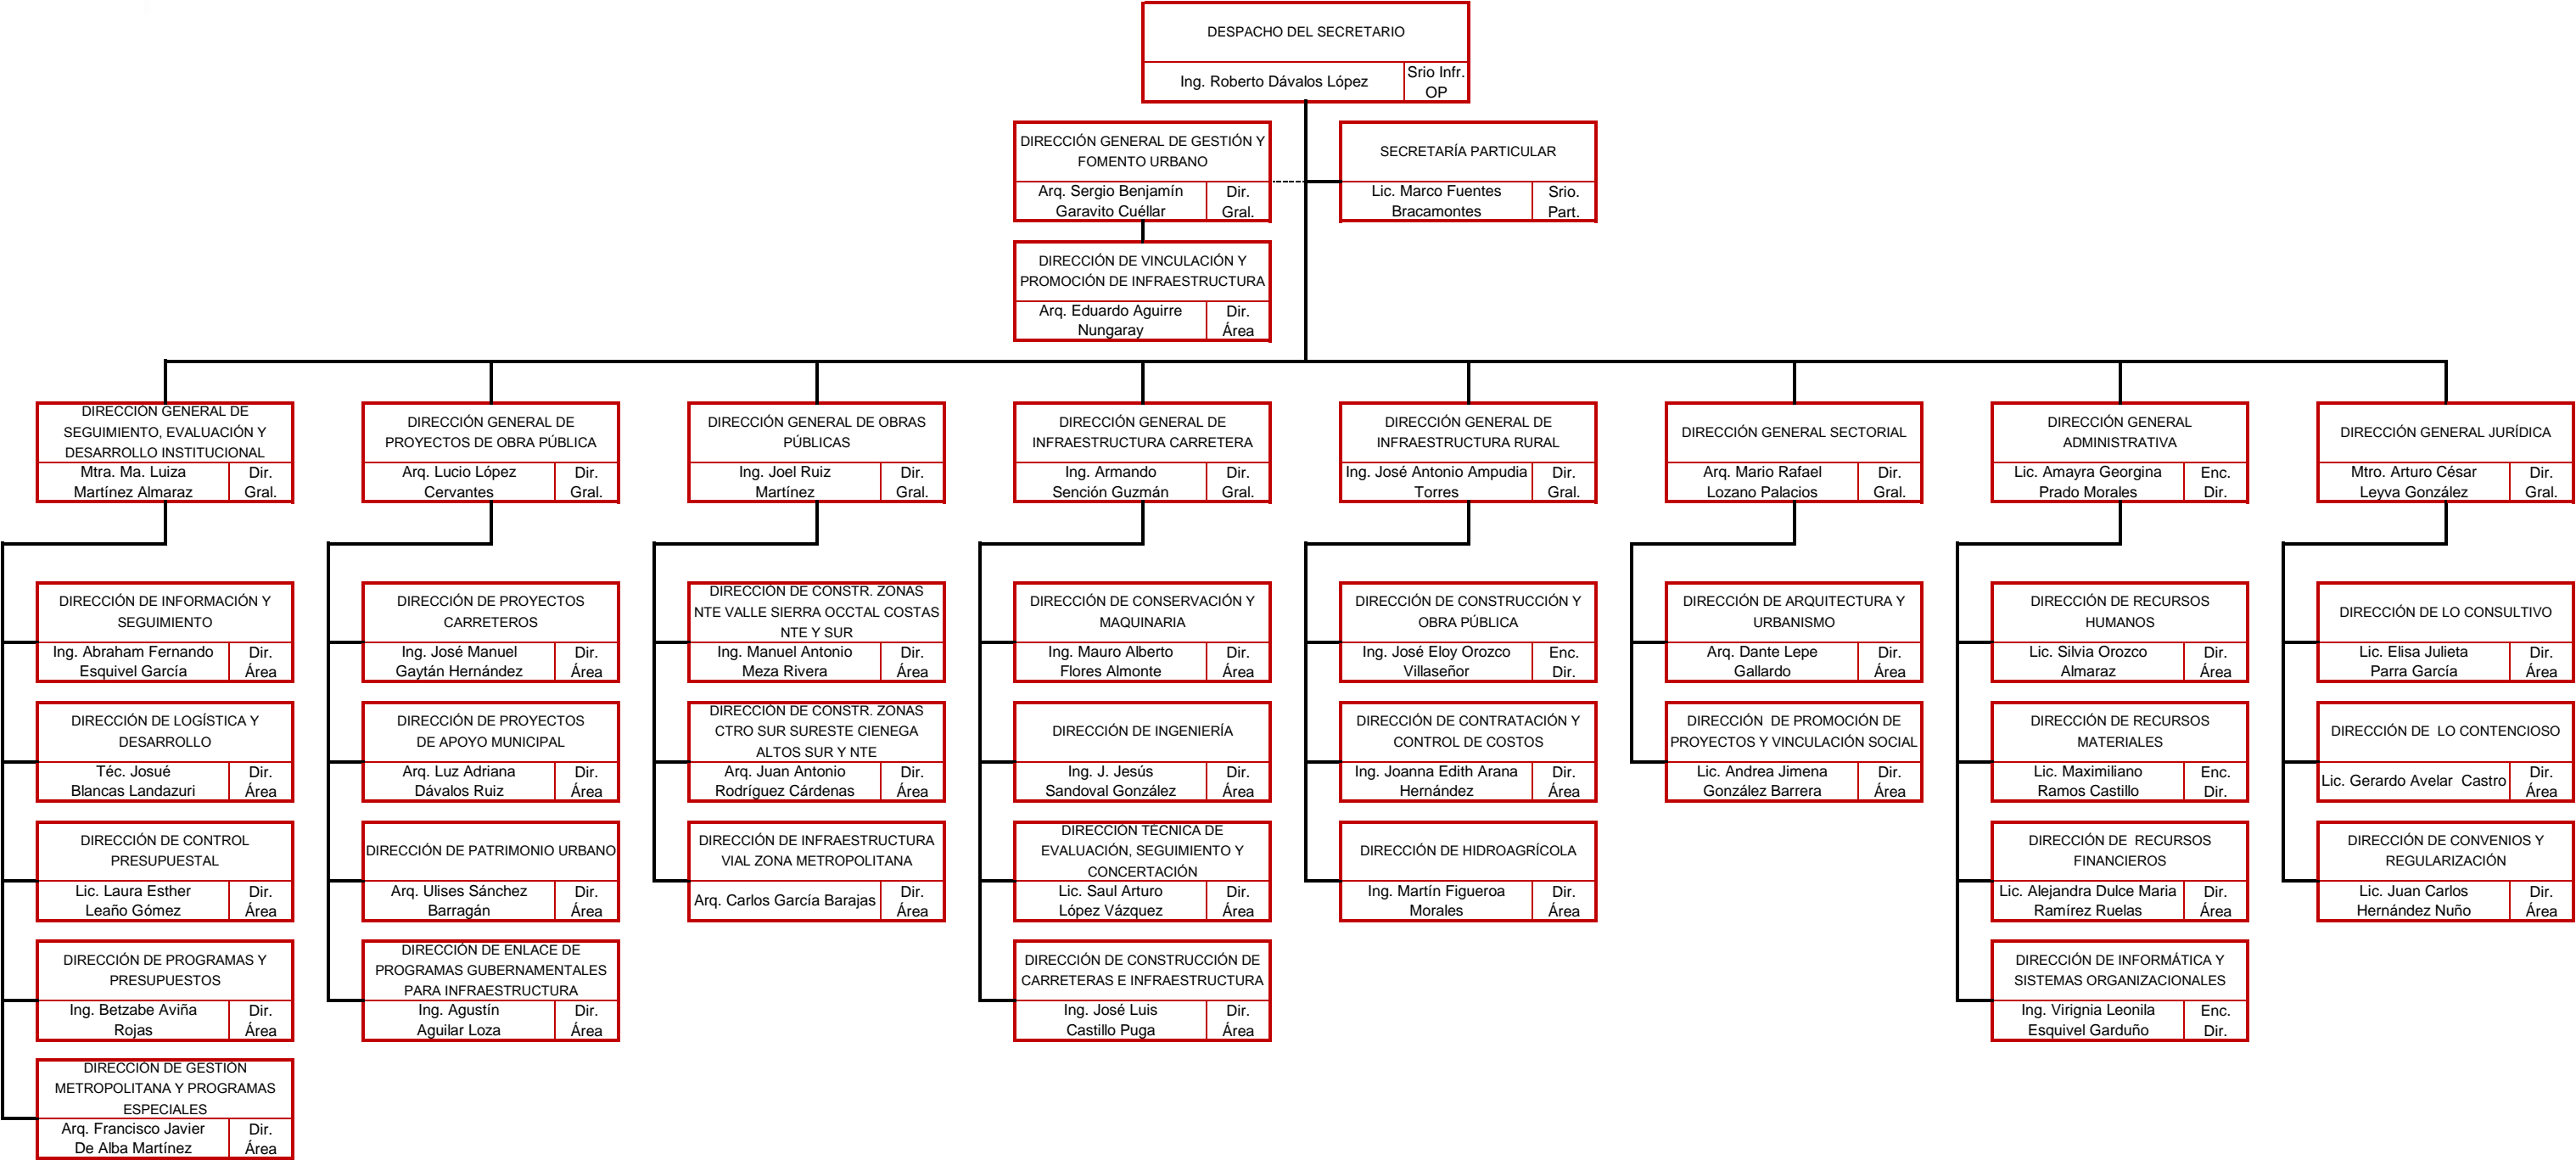 DESPACHO DEL SECRETARIO
Ing. Roberto Dávalos López
Srio Infr.
OP
DIRECCIÓN GENERAL DE GESTIÓN Y
FOMENTO URBANO
Arq. Sergio Benjamín
Garavito Cuéllar
Dir.
Gral.
SECRETARÍA PARTICULAR
Lic. Marco Fuentes
Bracamontes
Srio.
Part.
DIRECCIÓN DE VINCULACIÓN Y
PROMOCIÓN DE INFRAESTRUCTURA
Arq. Eduardo Aguirre
Nungaray
Dir.
Área
DIRECCIÓN GENERAL DE
SEGUIMIENTO, EVALUACIÓN Y
DESARROLLO INSTITUCIONAL
Mtra. Ma. Luiza
Martínez Almaraz
Dir.
Gral.
DIRECCIÓN DE INFORMACIÓN Y
SEGUIMIENTO
Ing. Abraham Fernando
Esquivel García
Dir.
Área
DIRECCIÓN DE LOGÍSTICA Y
DESARROLLO
Téc. Josué
Blancas Landazuri
Dir.
Área
DIRECCIÓN DE CONTROL
PRESUPUESTAL
Lic. Laura Esther
Leaño Gómez
Dir.
Área
DIRECCIÓN DE PROGRAMAS Y
PRESUPUESTOS
Ing. Betzabe Aviña
Rojas
Dir.
Área
DIRECCIÓN DE GESTIÓN
METROPOLITANA Y PROGRAMAS
ESPECIALES
Arq. Francisco Javier
De Alba Martínez
Dir.
Área
DIRECCIÓN GENERAL DE
PROYECTOS DE OBRA PÚBLICA
Arq. Lucio López
Cervantes
Dir.
Gral.
DIRECCIÓN DE PROYECTOS
CARRETEROS
Ing. José Manuel
Gaytán Hernández
Dir.
Área
DIRECCIÓN DE PROYECTOS
DE APOYO MUNICIPAL
Arq. Luz Adriana
Dávalos Ruiz
Dir.
Área
DIRECCIÓN DE PATRIMONIO URBANO
Arq. Ulises Sánchez
Barragán
Dir.
Área
DIRECCIÓN DE ENLACE DE
PROGRAMAS GUBERNAMENTALES
PARA INFRAESTRUCTURA
Ing. Agustín
Aguilar Loza
Dir.
Área
DIRECCIÓN GENERAL DE OBRAS
PÚBLICAS
Ing. Joel Ruiz
Martínez
Dir.
Gral.
DIRECCIÓN DE CONSTR. ZONAS
NTE VALLE SIERRA OCCTAL COSTAS
NTE Y SUR
Ing. Manuel Antonio
Meza Rivera
Dir.
Área
DIRECCIÓN DE CONSTR. ZONAS
CTRO SUR SURESTE CIENEGA
ALTOS SUR Y NTE
Arq. Juan Antonio
Rodríguez Cárdenas
Dir.
Área
DIRECCIÓN DE INFRAESTRUCTURA
VIAL ZONA METROPOLITANA
Arq. Carlos García Barajas
Dir.
Área
DIRECCIÓN GENERAL DE
INFRAESTRUCTURA CARRETERA
Ing. Armando
Sención Guzmán
Dir.
Gral.
DIRECCIÓN DE CONSERVACIÓN Y
MAQUINARIA
Ing. Mauro Alberto
Flores Almonte
Dir.
Área
DIRECCIÓN DE INGENIERÍA
Ing. J. Jesús
Sandoval González
Dir.
Área
DIRECCIÓN TÉCNICA DE
EVALUACIÓN, SEGUIMIENTO Y
CONCERTACIÓN
Lic. Saul Arturo
López Vázquez
Dir.
Área
DIRECCIÓN DE CONSTRUCCIÓN DE
CARRETERAS E INFRAESTRUCTURA
Ing. José Luis
Castillo Puga
Dir.
Área
DIRECCIÓN GENERAL DE
INFRAESTRUCTURA RURAL
Ing. José Antonio Ampudia
Torres
Dir.
Gral.
DIRECCIÓN DE CONSTRUCCIÓN Y
OBRA PÚBLICA
Ing. José Eloy Orozco
Villaseñor
Enc.
Dir.
DIRECCIÓN DE CONTRATACIÓN Y
CONTROL DE COSTOS
Ing. Joanna Edith Arana
Hernández
Dir.
Área
DIRECCIÓN DE HIDROAGRÍCOLA
Ing. Martín Figueroa
Morales
Dir.
Área
DIRECCIÓN GENERAL SECTORIAL
Arq. Mario Rafael
Lozano Palacios
Dir.
Gral.
DIRECCIÓN DE ARQUITECTURA Y
URBANISMO
Arq. Dante Lepe
Gallardo
Dir.
Área
DIRECCIÓN DE PROMOCIÓN DE
PROYECTOS Y VINCULACIÓN SOCIAL
Lic. Andrea Jimena
González Barrera
Dir.
Área
DIRECCIÓN GENERAL
ADMINISTRATIVA
Lic. Amayra Georgina
Prado Morales
Enc.
Dir.
DIRECCIÓN DE RECURSOS
HUMANOS
Lic. Silvia Orozco
Almaraz
Dir.
Área
DIRECCIÓN DE RECURSOS
MATERIALES
Lic. Maximiliano
Ramos Castillo
Enc.
Dir.
DIRECCIÓN DE RECURSOS
FINANCIEROS
Lic. Alejandra Dulce Maria
Ramírez Ruelas
Dir.
Área
DIRECCIÓN DE INFORMÁTICA Y
SISTEMAS ORGANIZACIONALES
Ing. Virignia Leonila
Esquivel Garduño
Enc.
Dir.
DIRECCIÓN GENERAL JURÍDICA
Mtro. Arturo César
Leyva González
Dir.
Gral.
DIRECCIÓN DE LO CONSULTIVO
Lic. Elisa Julieta
Parra García
Dir.
Área
DIRECCIÓN DE LO CONTENCIOSO
Lic. Gerardo Avelar Castro
Dir.
Área
DIRECCIÓN DE CONVENIOS Y
REGULARIZACIÓN
Lic. Juan Carlos
Hernández Nuño
Dir.
Área